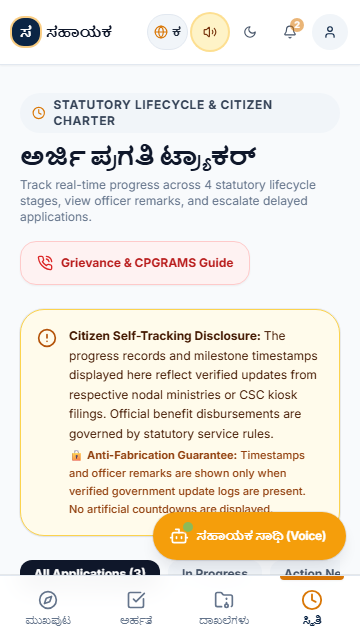 ಸ ಸಹಾಯಕ ಕ 2
STATUTORY LIFECYCLE & CITIZEN
CHARTER
ಅರ್ಜಿ ಪ್ರಗತಿ ಟ್ರ್ಯಾಕರ್
Track real-time progress across 4 statutory lifecycle
stages, view officer remarks, and escalate delayed
applications.
Grievance & CPGRAMS Guide
Citizen Self-Tracking Disclosure: The
progress records and milestone timestamps
displayed here reflect verified updates from
respective nodal ministries or CSC kiosk
filings. Official benefit disbursements are
governed by statutory service rules.
🔒 Anti-Fabrication Guarantee: Timestamps
and officer remarks are shown only when
verified government update logs are present.
No artificial countdowns are displayed.
ಸಹಾಯಕ ಸಾಥಿ (Voice)
All Applications (3) In Progress Action Ne
ಮುಖಪುಟ ಅರ್ಹತೆ ದಾಖಲೆಗಳು ಸ್ಥಿತಿ